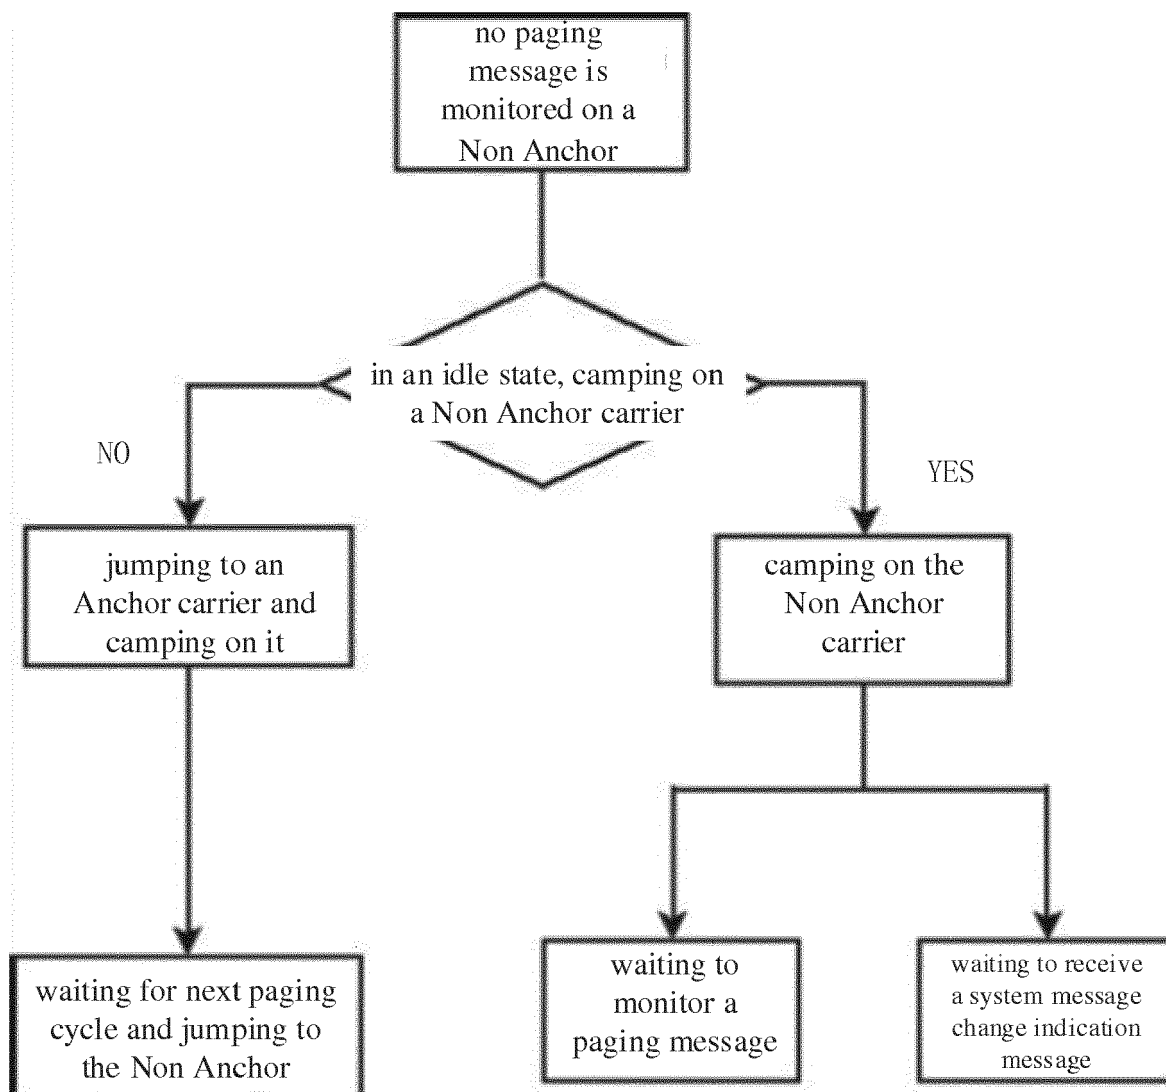 no paging
message is
monitored on a
Non Anchor
in an idle state, camping on
a Non Anchor carrier
NO
YES
jumping to an
Anchor carrier and
camping on it
camping on the
Non Anchor
carrier
waiting for next paging
cycle and jumping to
the Non Anchor
waiting to
monitor a
paging message
waiting to receive
a system message
change indication
message